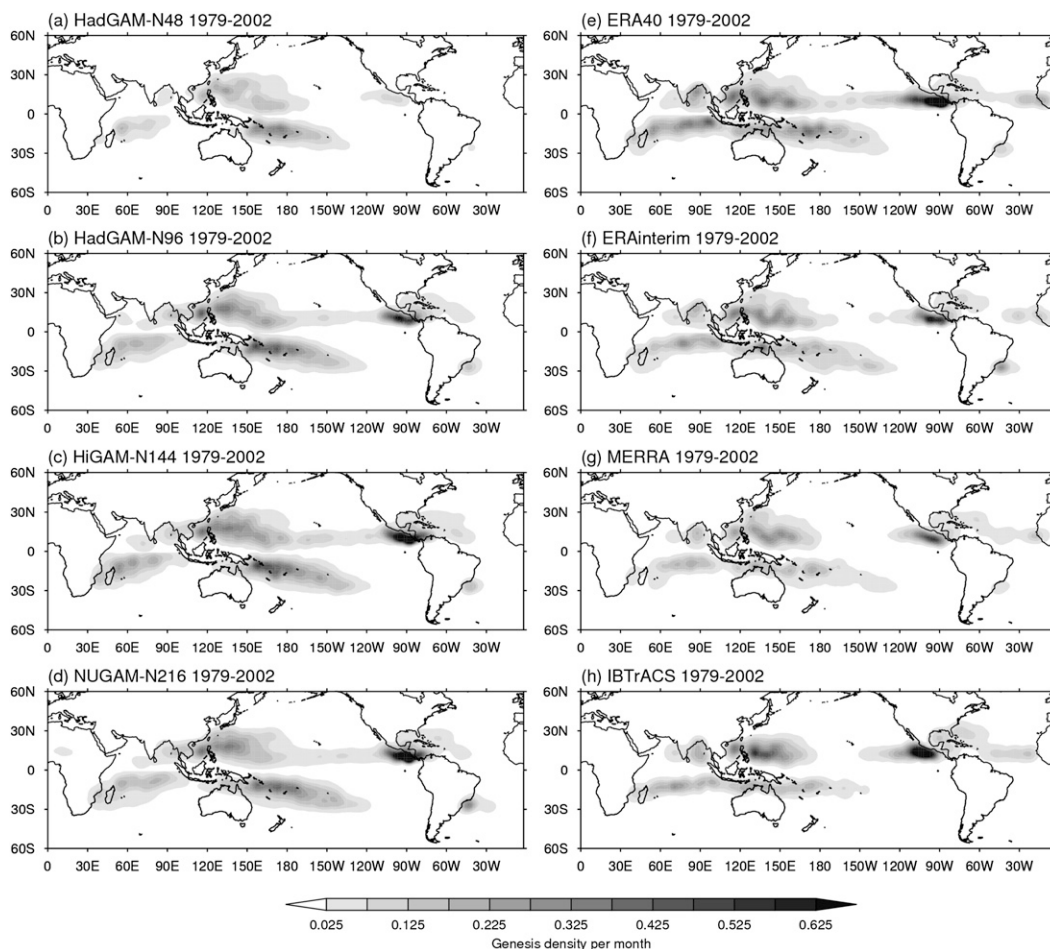 (a) HadGAM-N48 1979-2002
60N
30N
0
30S
60S
0 30E 60E 90E 120E 150E 180 150W 120W 90W 60W 30W
(e) ERA40 1979-2002
60N
30N
0
30S
60S
0 30E 60E 90E 120E 150E 180 150W 120W 90W 60W 30W
(b) HadGAM-N96 1979-2002
60N
30N
0
30S
60S
0 30E 60E 90E 120E 150E 180 150W 120W 90W 60W 30W
(f) ERAinterim 1979-2002
60N
30N
0
30S
60S
0 30E 60E 90E 120E 150E 180 150W 120W 90W 60W 30W
(c) HiGAM-N144 1979-2002
60N
30N
0
30S
60S
0 30E 60E 90E 120E 150E 180 150W 120W 90W 60W 30W
(g) MERRA 1979-2002
60N
30N
0
30S
60S
0 30E 60E 90E 120E 150E 180 150W 120W 90W 60W 30W
(d) NUGAM-N216 1979-2002
60N
30N
0
30S
60S
0 30E 60E 90E 120E 150E 180 150W 120W 90W 60W 30W
(h) IBTrACS 1979-2002
60N
30N
0
30S
60S
0 30E 60E 90E 120E 150E 180 150W 120W 90W 60W 30W
0.025 0.125 0.225 0.325 0.425 0.525 0.625
Genesis density per month